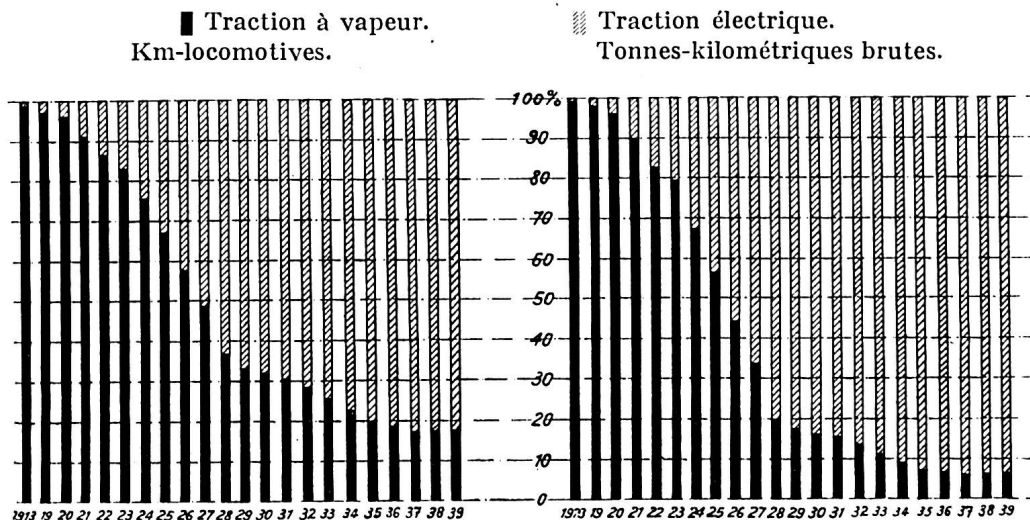 Traction à vapeur.
Km-locomotives.
Traction électrique.
Tonnes-kilométriques brutes.
100%
90
80
70
60
50
40
30
20
10
0
1913 19 20 21 22 23 24 25 26 27 28 29 30 31 32 33 34 35 36 37 38 39
1913 19 20 21 22 23 24 25 26 27 28 29 30 31 32 33 34 35 36 37 38 39